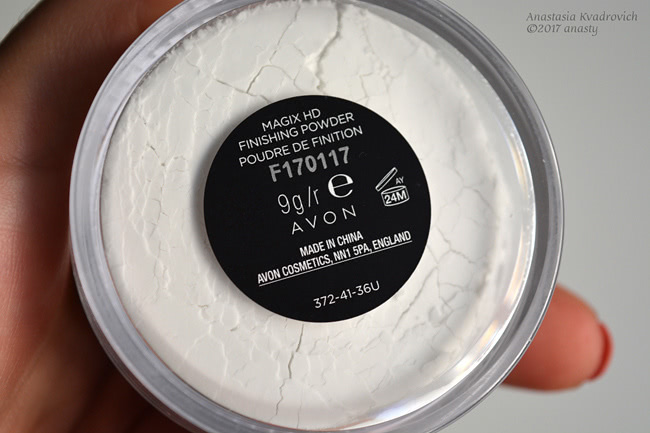 Anastasia Kvadrovich
©2017 anasty
MAGIX HD
FINISHING POWDER
POUDRE DE FINITION
F170117
9g/r e
AY
24M
AVON
MADE IN CHINA
AVON COSMETICS, NN1 5PA, ENGLAND
372-41-36U